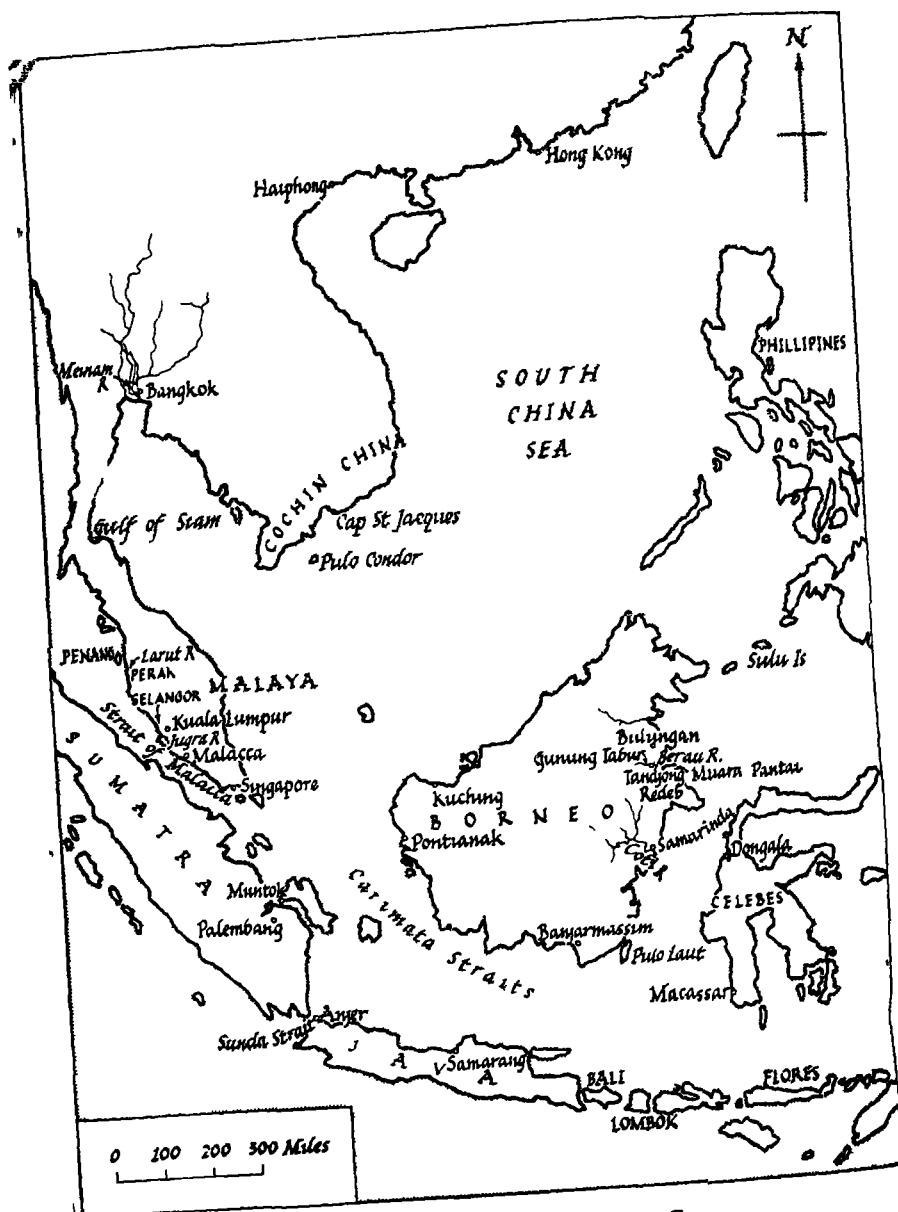 N
Hong Kong
Haiphong
PHILLIPINES
Menam
R
Bangkok
SOUTH
CHINA
SEA
COCHIN CHINA
Gulf of Siam
Cap St Jacques
Pulo Condor
PENANG
Larut R
PERAK
SELANGOR
MALAYA
Kuala Lumpur
Jugra R
Malacca
Strait of Malacca
Singapore
SUMATRA
Sulu Is
Bulungan
Gunung Tabur
Berau R.
Tandjong
Redeb
Muara Pantai
Kuching
BORNEO
Samarinda
Pontianak
Dongala
CELEBES
Muntok
Palembang
Carimata Straits
Banjarmassim
Pulo Laut
Macassar
Sunda Strait
Anjer
JAVA
Samarang
BALI
LOMBOK
FLORES
0 100 200 300 Miles